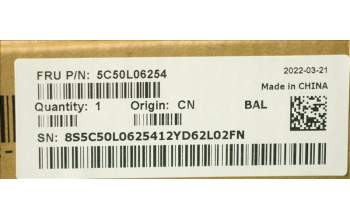 FRU P/N: 5C50L06254
2022-03-21
Made in CHINA
Quantity: 1 Origin: CN BAL
SN: 8S5C50L0625412YD62L02FN